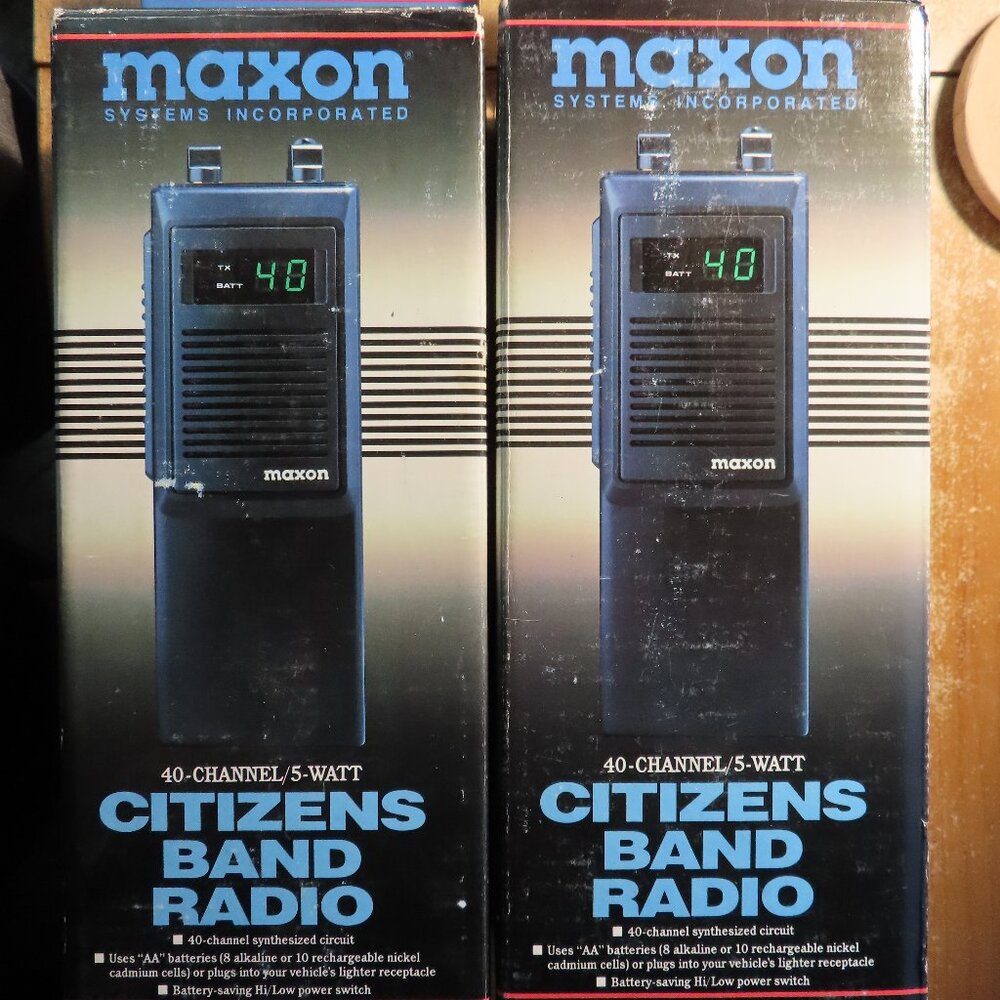 maxon
SYSTEMS INCORPORATED
TX
BATT
40
maxon
40-CHANNEL/5-WATT
CITIZENS
BAND
RADIO
■ 40-channel synthesized circuit
■ Uses “AA” batteries (8 alkaline or 10 rechargeable nickel
cadmium cells) or plugs into your vehicle's lighter receptacle
■ Battery-saving Hi/Low power switch
maxon
SYSTEMS INCORPORATED
TX
BATT
40
maxon
40-CHANNEL/5-WATT
CITIZENS
BAND
RADIO
■ 40-channel synthesized circuit
■ Uses “AA” batteries (8 alkaline or 10 rechargeable nickel
cadmium cells) or plugs into your vehicle's lighter receptacle
■ Battery-saving Hi/Low power switch